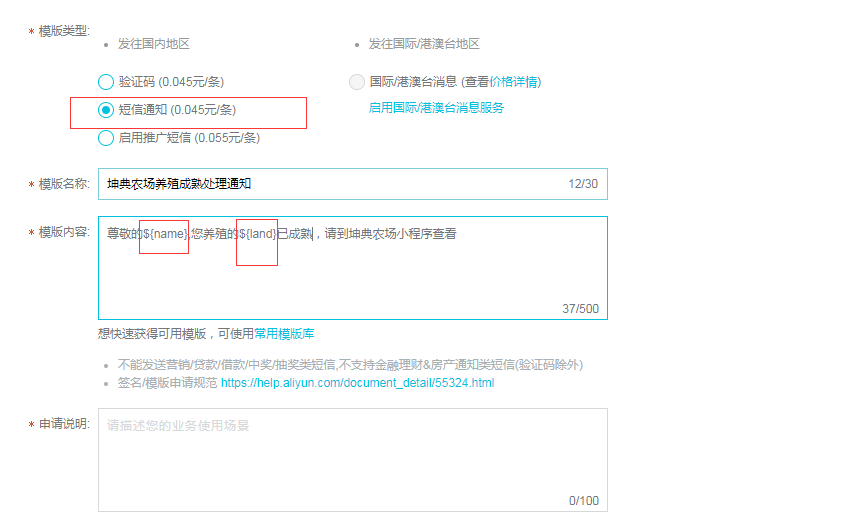 * 模版类型:
• 发往国内地区
• 发往国际/港澳台地区
验证码 (0.045元/条)
国际/港澳台消息 (查看价格详情)
短信通知 (0.045元/条)
启用国际/港澳台消息服务
启用推广短信 (0.055元/条)
* 模版名称: 坤典农场养殖成熟处理通知 12/30
* 模版内容: 尊敬的${name},您养殖的${land}已成熟，请到坤典农场小程序查看
37/500
想快速获得可用模版，可使用常用模版库
• 不能发送营销/贷款/借款/中奖/抽奖类短信,不支持金融理财&房产通知类短信(验证码除外)
• 签名/模版申请规范 https://help.aliyun.com/document_detail/55324.html
* 申请说明: 请描述您的业务使用场景
0/100